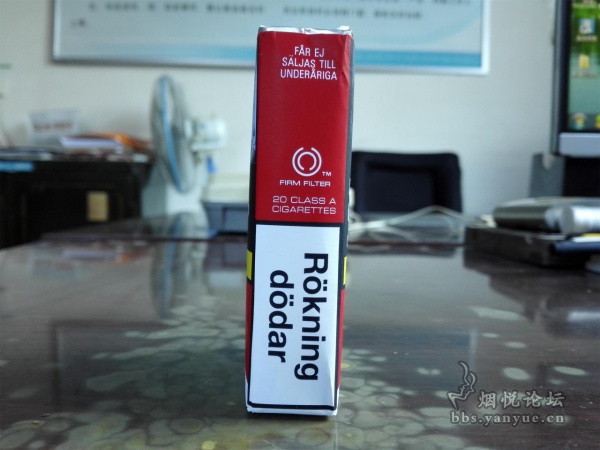 FÅR EJ
SÄLJAS TILL
UNDERÅRIGA
TM
FIRM FILTER
20 CLASS A
CIGARETTES
Rökning
dödar
烟悦论坛
bbs.yanyue.cn